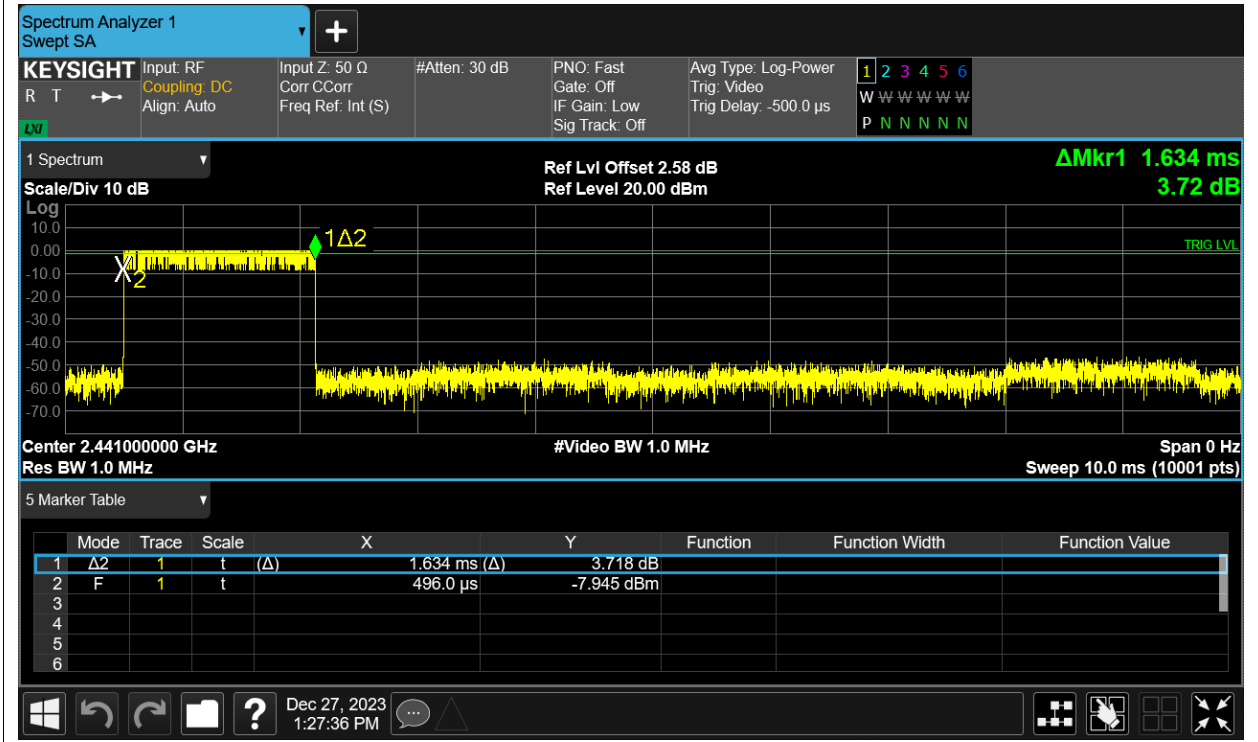 Spectrum Analyzer 1
Swept SA
KEYSIGHT
R T
LXI
Input: RF
Coupling: DC
Align: Auto
Input Z: 50 Ω
Corr CCorr
Freq Ref: Int (S)
#Atten: 30 dB
PNO: Fast
Gate: Off
IF Gain: Low
Sig Track: Off
Avg Type: Log-Power
Trig: Video
Trig Delay: -500.0 µs
1 2 3 4 5 6
W W W W W W
P N N N N N
1 Spectrum
Scale/Div 10 dB
Ref Lvl Offset 2.58 dB
Ref Level 20.00 dBm
ΔMkr1 1.634 ms
3.72 dB
Log
10.0
0.00
-10.0
-20.0
-30.0
-40.0
-50.0
-60.0
-70.0
1Δ2
X2
TRIG LVL
Center 2.441000000 GHz
#Video BW 1.0 MHz
Span 0 Hz
Res BW 1.0 MHz
Sweep 10.0 ms (10001 pts)
5 Marker Table
Mode Trace Scale X Y Function Function Width Function Value
1 Δ2 1 t (Δ) 1.634 ms (Δ) 3.718 dB
2 F 1 t 496.0 µs -7.945 dBm
3
4
5
6
?
Dec 27, 2023
1:27:36 PM